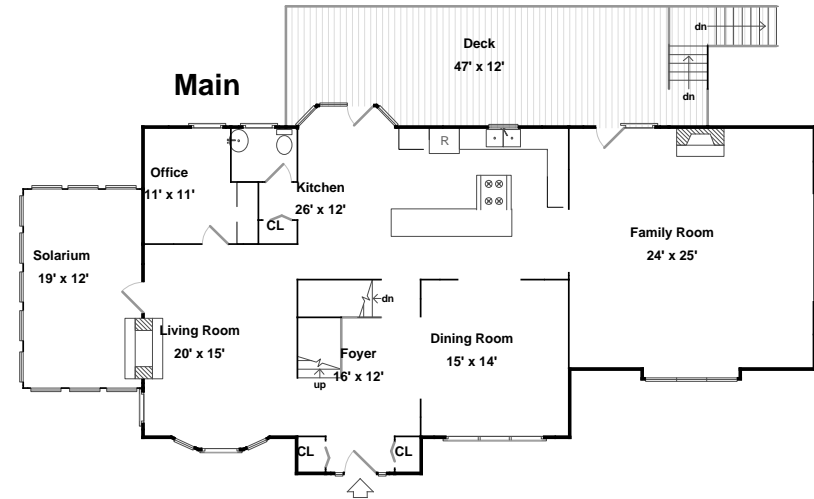 dn
Deck
47' x 12'
Main
dn
R
Office
11' x 11'
Kitchen
26' x 12'
CL
Family Room
24' x 25'
Solarium
19' x 12'
dn
Living Room
20' x 15'
Dining Room
15' x 14'
Foyer
16' x 12'
up
CL
CL